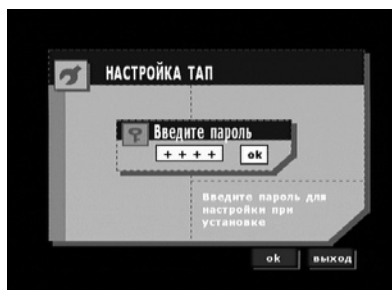 НАСТРОЙКА ТАП
Введите пароль
+ + + +
ok
Введите пароль для
настройки при
установке
ok
выход